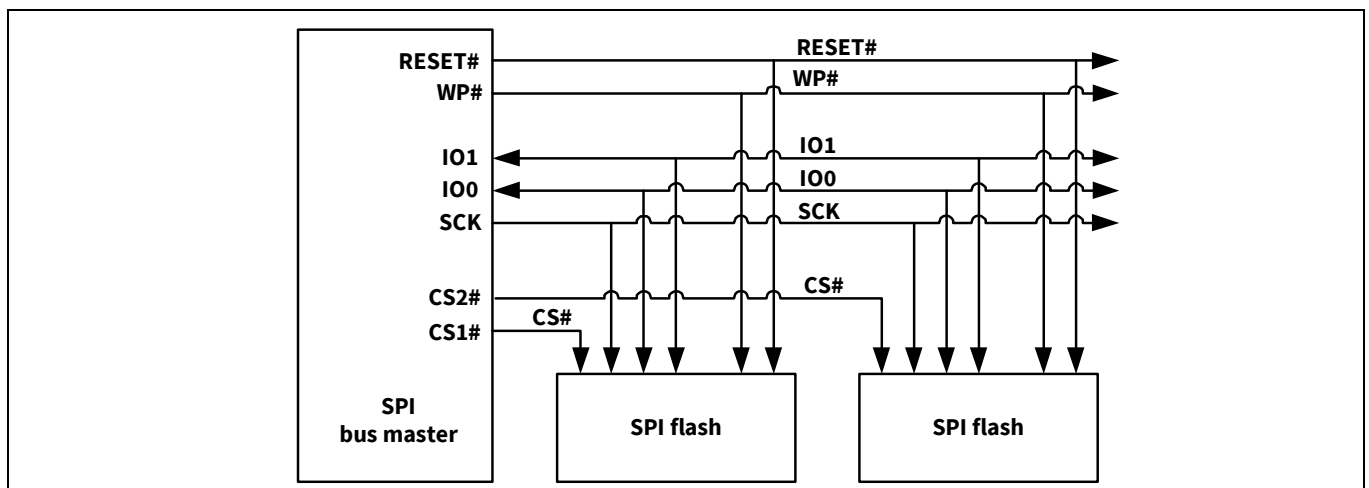 RESET#
RESET#
WP#
WP#
IO1
IO1
IO0
IO0
SCK
SCK
CS2#
CS#
CS1#
CS#
SPI
bus master
SPI flash
SPI flash